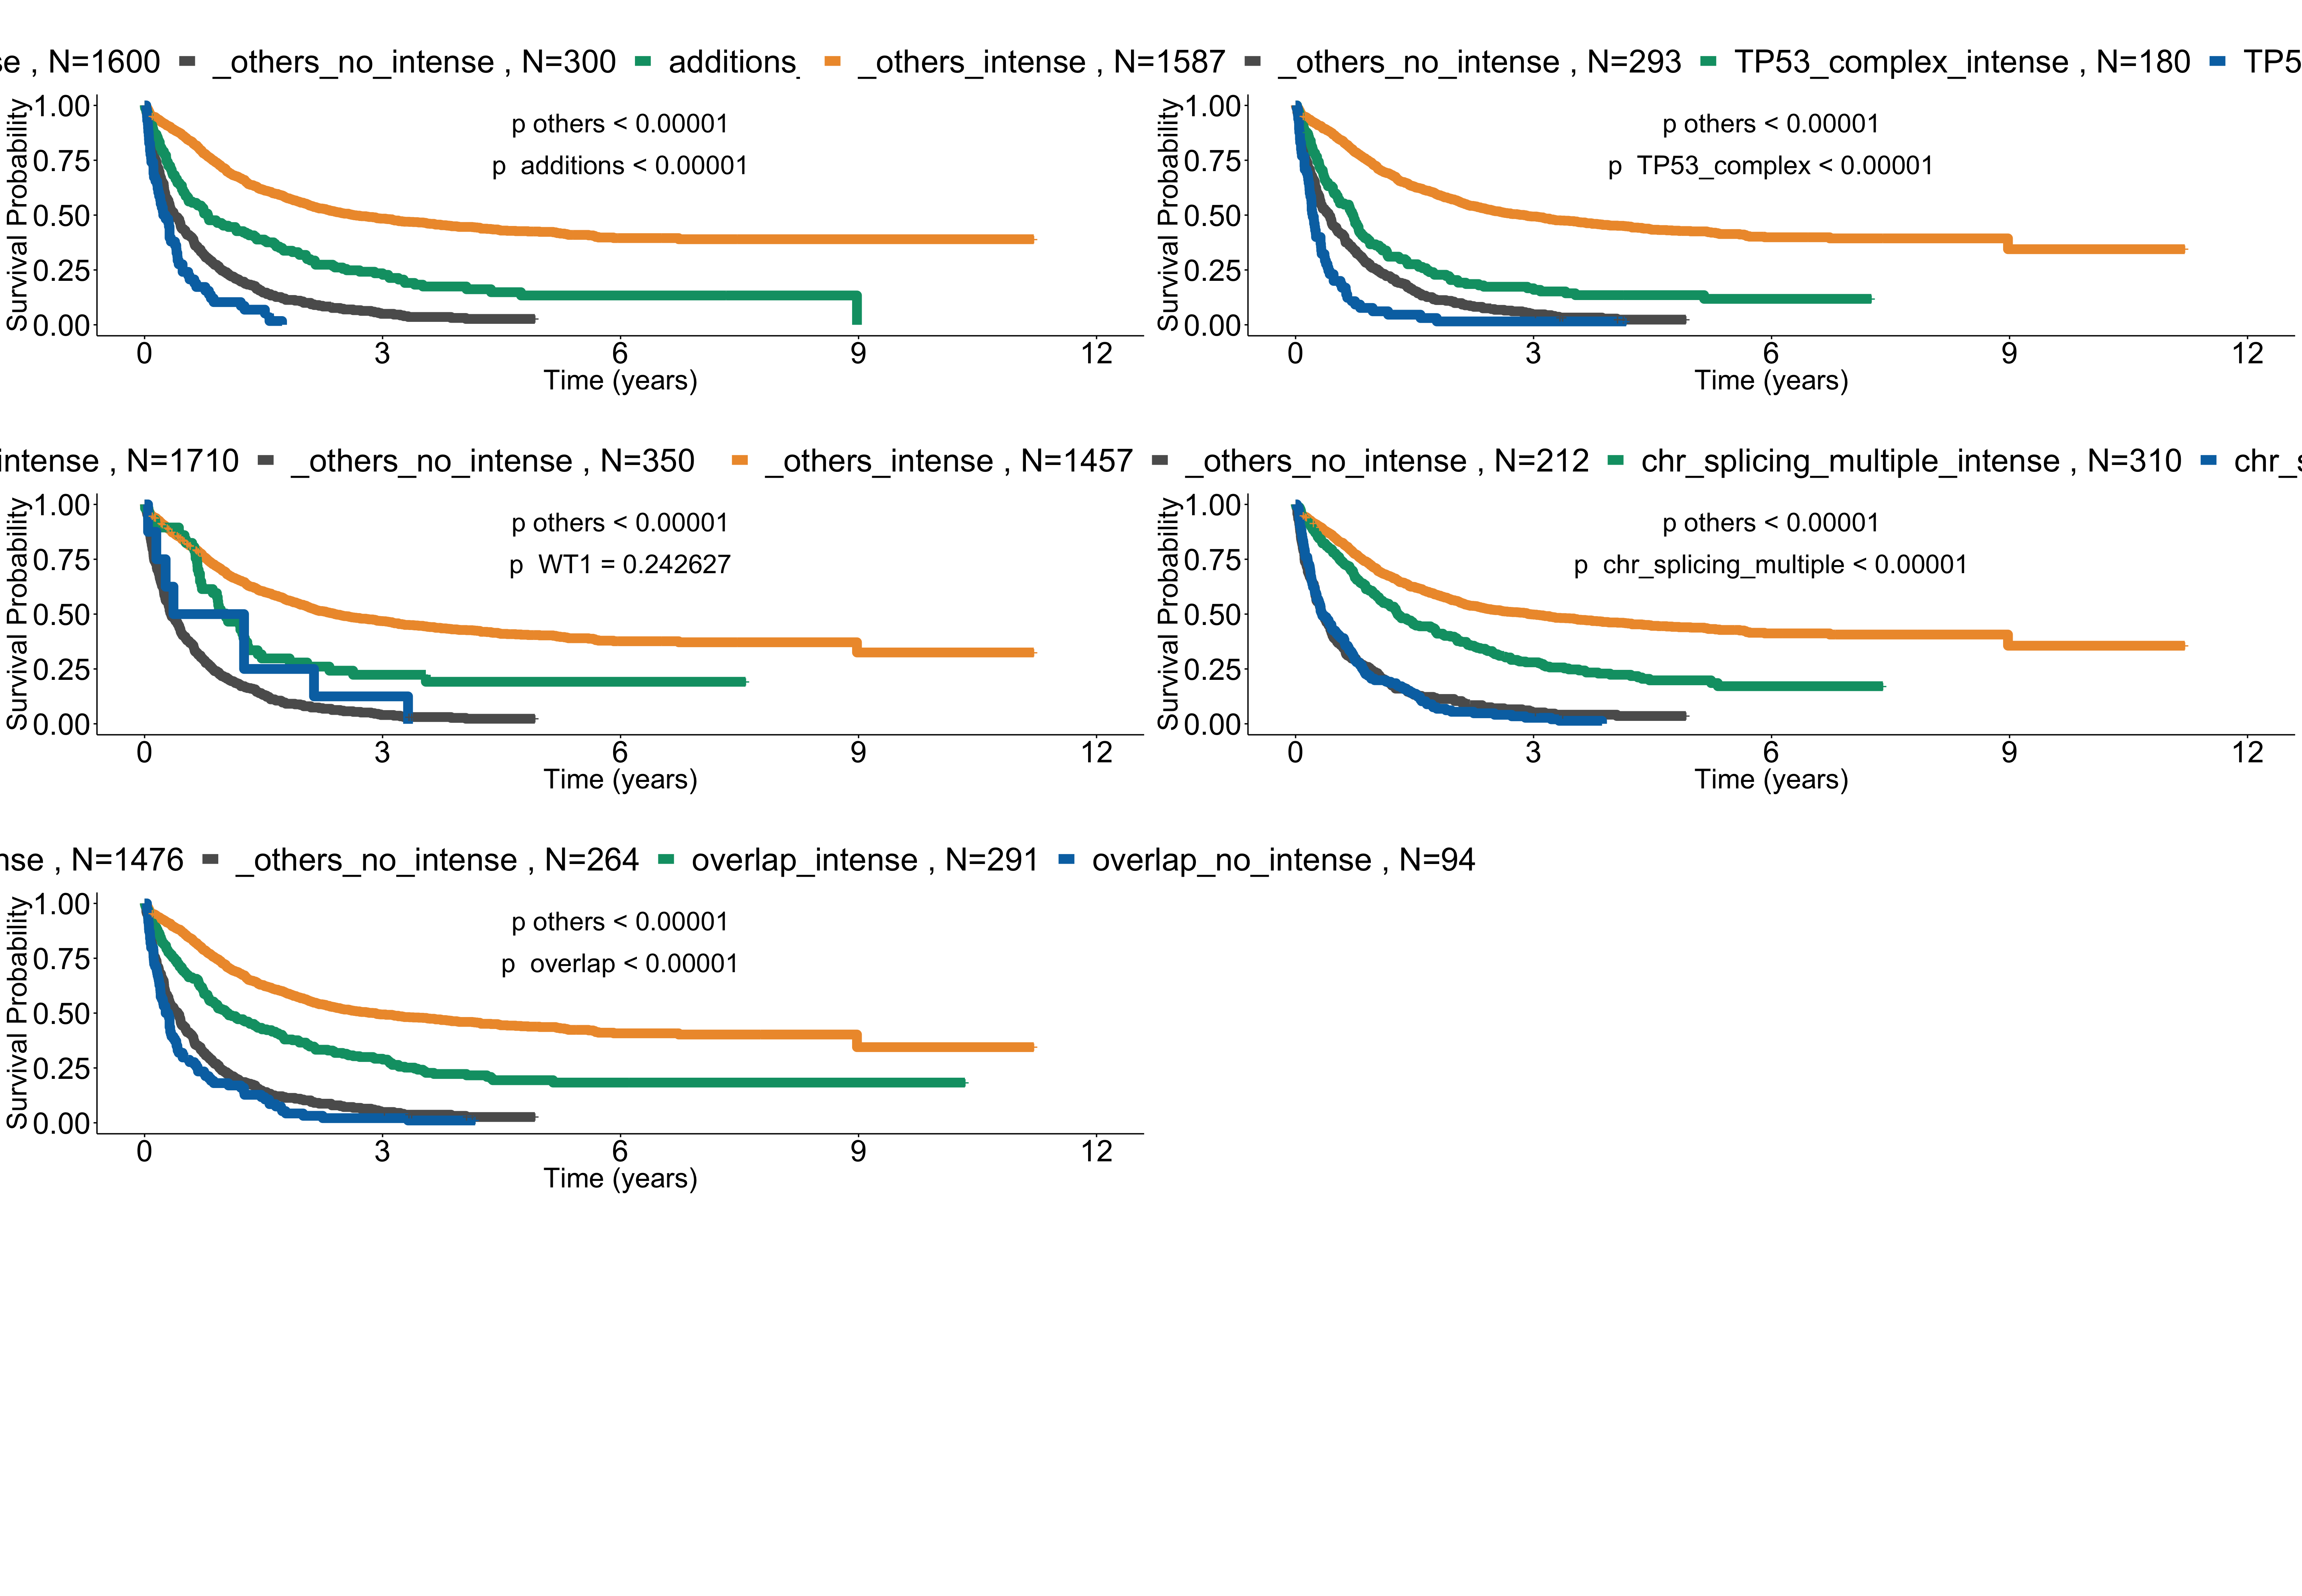 se , N=1600 _others_no_intense , N=300 additions_ _others_intense , N=1587 _others_no_intense , N=293 TP53_complex_intense , N=180 TP5
Survival Probability
1.00
0.75
0.50
0.25
0.00
p others < 0.00001
p additions < 0.00001
0 3 6 9 12
Time (years)
Survival Probability
1.00
0.75
0.50
0.25
0.00
p others < 0.00001
p TP53_complex < 0.00001
0 3 6 9 12
Time (years)
intense , N=1710 _others_no_intense , N=350 _others_intense , N=1457 _others_no_intense , N=212 chr_splicing_multiple_intense , N=310 chr_s
Survival Probability
1.00
0.75
0.50
0.25
0.00
p others < 0.00001
p WT1 = 0.242627
0 3 6 9 12
Time (years)
Survival Probability
1.00
0.75
0.50
0.25
0.00
p others < 0.00001
p chr_splicing_multiple < 0.00001
0 3 6 9 12
Time (years)
nse , N=1476 _others_no_intense , N=264 overlap_intense , N=291 overlap_no_intense , N=94
Survival Probability
1.00
0.75
0.50
0.25
0.00
p others < 0.00001
p overlap < 0.00001
0 3 6 9 12
Time (years)